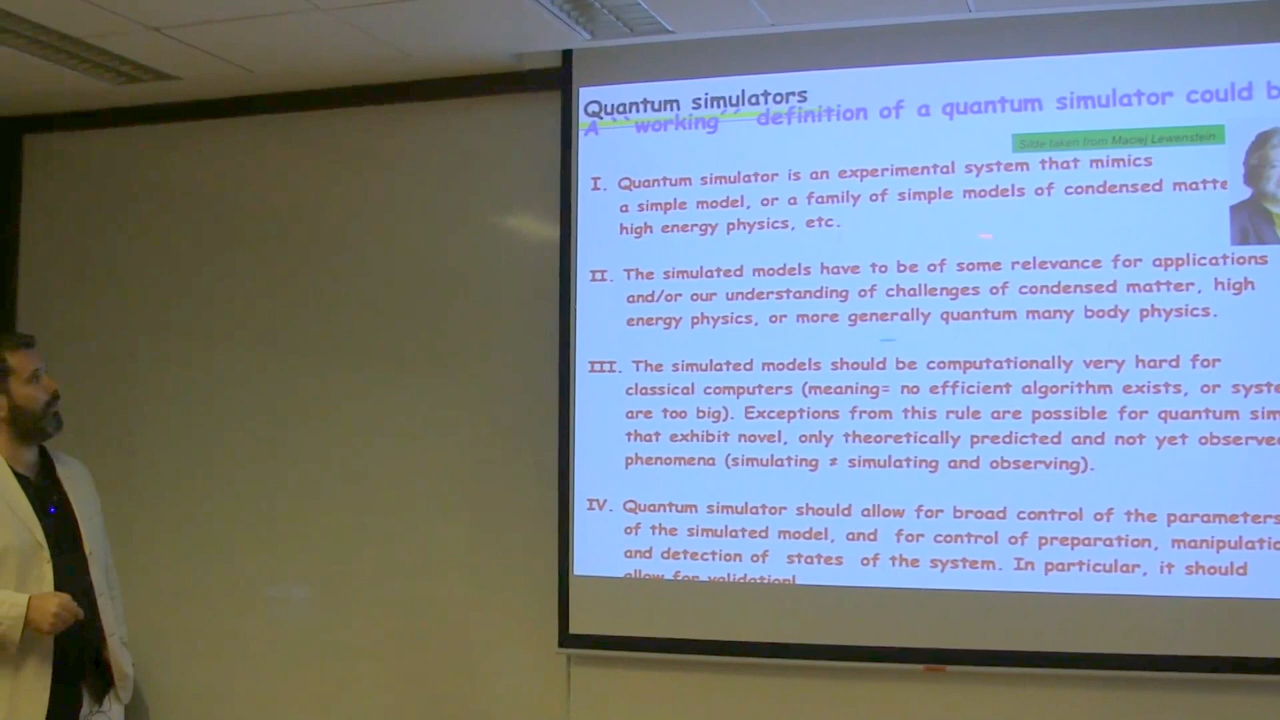 Quantum simulators
A ``working´´ definition of a quantum simulator could b
Slide taken from Maciej Lewenstein
I. Quantum simulator is an experimental system that mimics
a simple model, or a family of simple models of condensed matte
high energy physics, etc.
II. The simulated models have to be of some relevance for applications
and/or our understanding of challenges of condensed matter, high
energy physics, or more generally quantum many body physics.
III. The simulated models should be computationally very hard for
classical computers (meaning= no efficient algorithm exists, or syste
are too big). Exceptions from this rule are possible for quantum sim
that exhibit novel, only theoretically predicted and not yet observed
phenomena (simulating ≠ simulating and observing).
IV. Quantum simulator should allow for broad control of the parameters
of the simulated model, and for control of preparation, manipulatio
and detection of states of the system. In particular, it should
allow for validation!